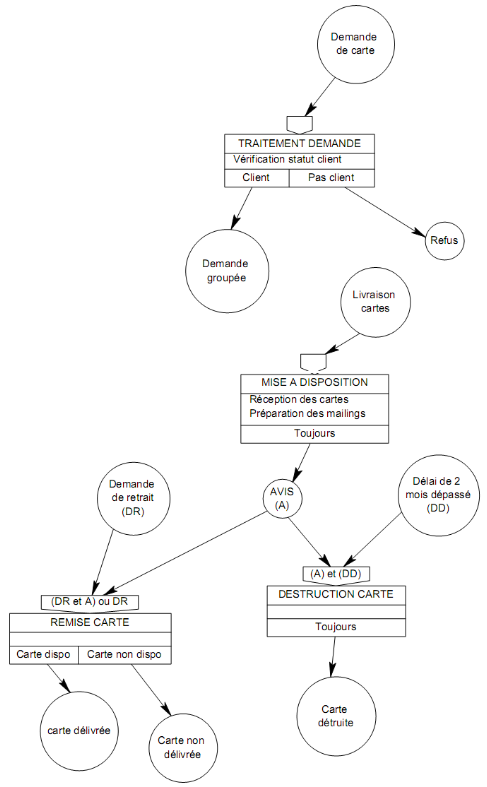 Demande
de carte
TRAITEMENT DEMANDE
Vérification statut client
Client
Pas client
Demande
groupée
Refus
Livraison
cartes
MISE A DISPOSITION
Réception des cartes
Préparation des mailings
Toujours
Demande
de retrait
(DR)
AVIS
(A)
Délai de 2
mois dépassé
(DD)
(DR et A) ou DR
REMISE CARTE
Carte dispo
Carte non dispo
(A) et (DD)
DESTRUCTION CARTE
Toujours
carte délivrée
Carte non
délivrée
Carte
détruite